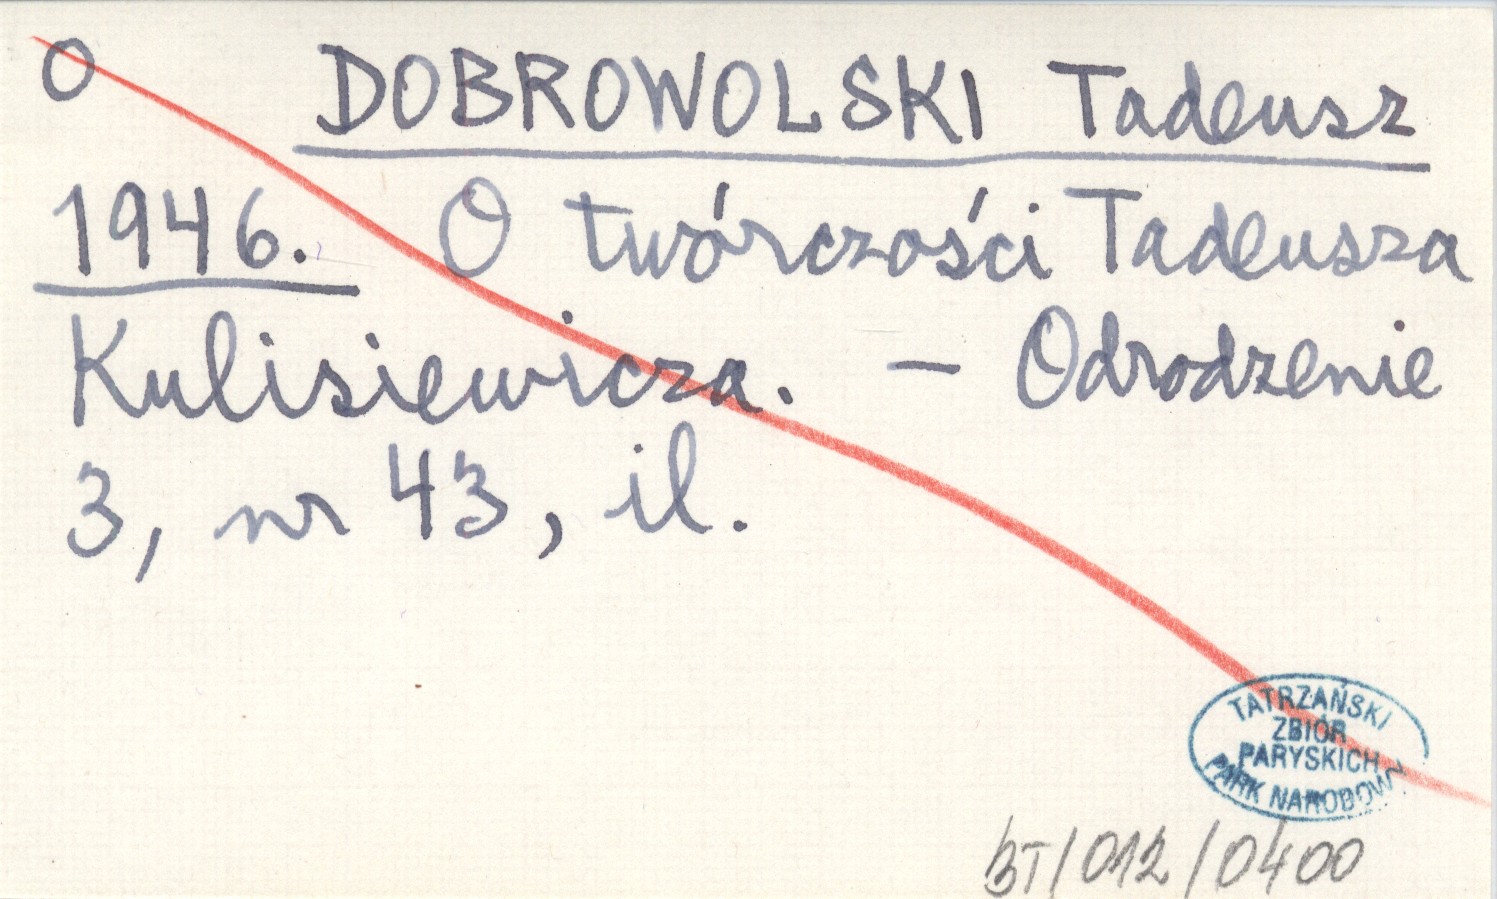 O DOBROWOLSKI Tadeusz
1946. O twórczości Tadeusza
Kulisiewicza. – Odrodzenie
3, nr 43, il.
TATRZAŃSKI
ZBIÓR
PARYSKICH
PARK NARODOWY
BT/012/0400